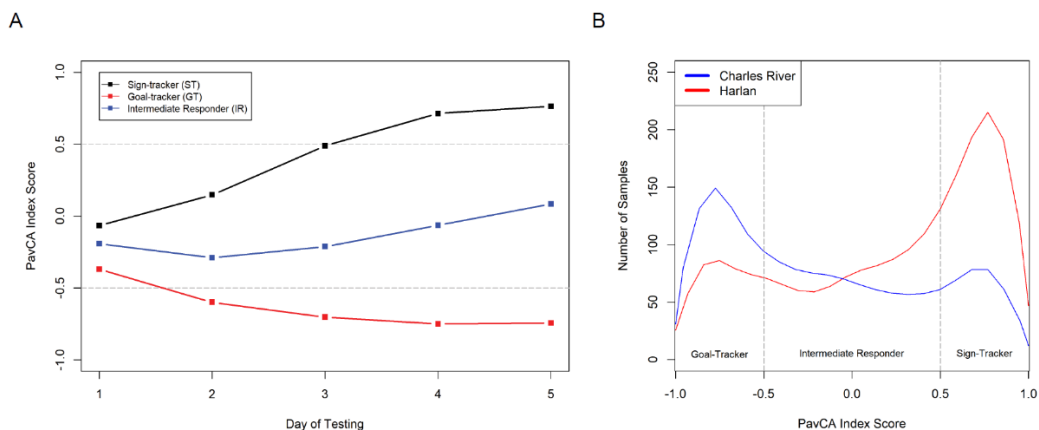 A
PavCA Index Score
1.0
0.5
0.0
-0.5
-1.0
Sign-tracker (ST)
Goal-tracker (GT)
Intermediate Responder (IR)
1 2 3 4 5
Day of Testing
B
Number of Samples
250
200
150
100
50
0
Charles River
Harlan
Goal-Tracker Intermediate Responder Sign-Tracker
-1.0 -0.5 0.0 0.5 1.0
PavCA Index Score